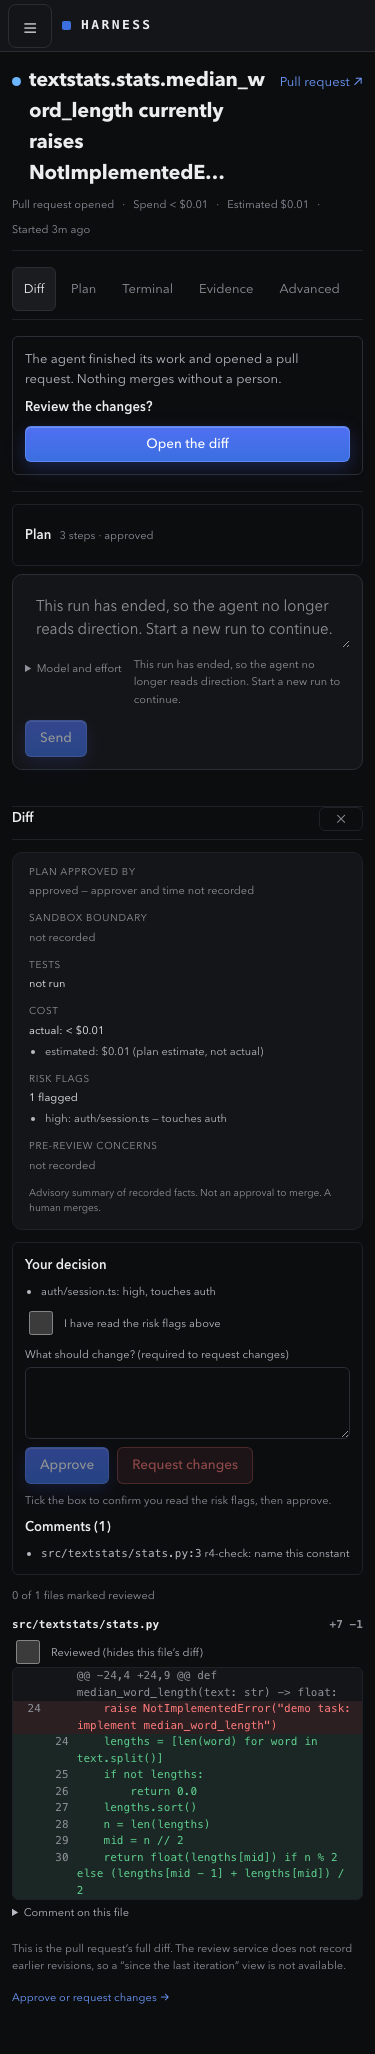 HARNESS
textstats.stats.median_w
ord_length currently
raises
NotImplementedE...
Pull request ↗
Pull request opened · Spend < $0.01 · Estimated $0.01 ·
Started 3m ago
Diff Plan Terminal Evidence Advanced
The agent finished its work and opened a pull
request. Nothing merges without a person.
Review the changes?
Open the diff
Plan 3 steps · approved
This run has ended, so the agent no longer
reads direction. Start a new run to continue.
▶ Model and effort
This run has ended, so the agent no
longer reads direction. Start a new run to
continue.
Send
Diff
×
PLAN APPROVED BY
approved — approver and time not recorded
SANDBOX BOUNDARY
not recorded
TESTS
not run
COST
actual: < $0.01
• estimated: $0.01 (plan estimate, not actual)
RISK FLAGS
1 flagged
• high: auth/session.ts — touches auth
PRE-REVIEW CONCERNS
not recorded
Advisory summary of recorded facts. Not an approval to merge. A
human merges.
Your decision
• auth/session.ts: high, touches auth
I have read the risk flags above
What should change? (required to request changes)
Approve Request changes
Tick the box to confirm you read the risk flags, then approve.
Comments (1)
• src/textstats/stats.py:3 r4-check: name this constant
0 of 1 files marked reviewed
src/textstats/stats.py +7 −1
Reviewed (hides this file's diff)
@@ -24,4 +24,9 @@ def
median_word_length(text: str) -> float:
24 raise NotImplementedError("demo task:
implement median_word_length")
24 lengths = [len(word) for word in
text.split()]
25 if not lengths:
26 return 0.0
27 lengths.sort()
28 n = len(lengths)
29 mid = n // 2
30 return float(lengths[mid]) if n % 2
else (lengths[mid - 1] + lengths[mid]) /
2
▶ Comment on this file
This is the pull request's full diff. The review service does not record
earlier revisions, so a “since the last iteration” view is not available.
Approve or request changes →